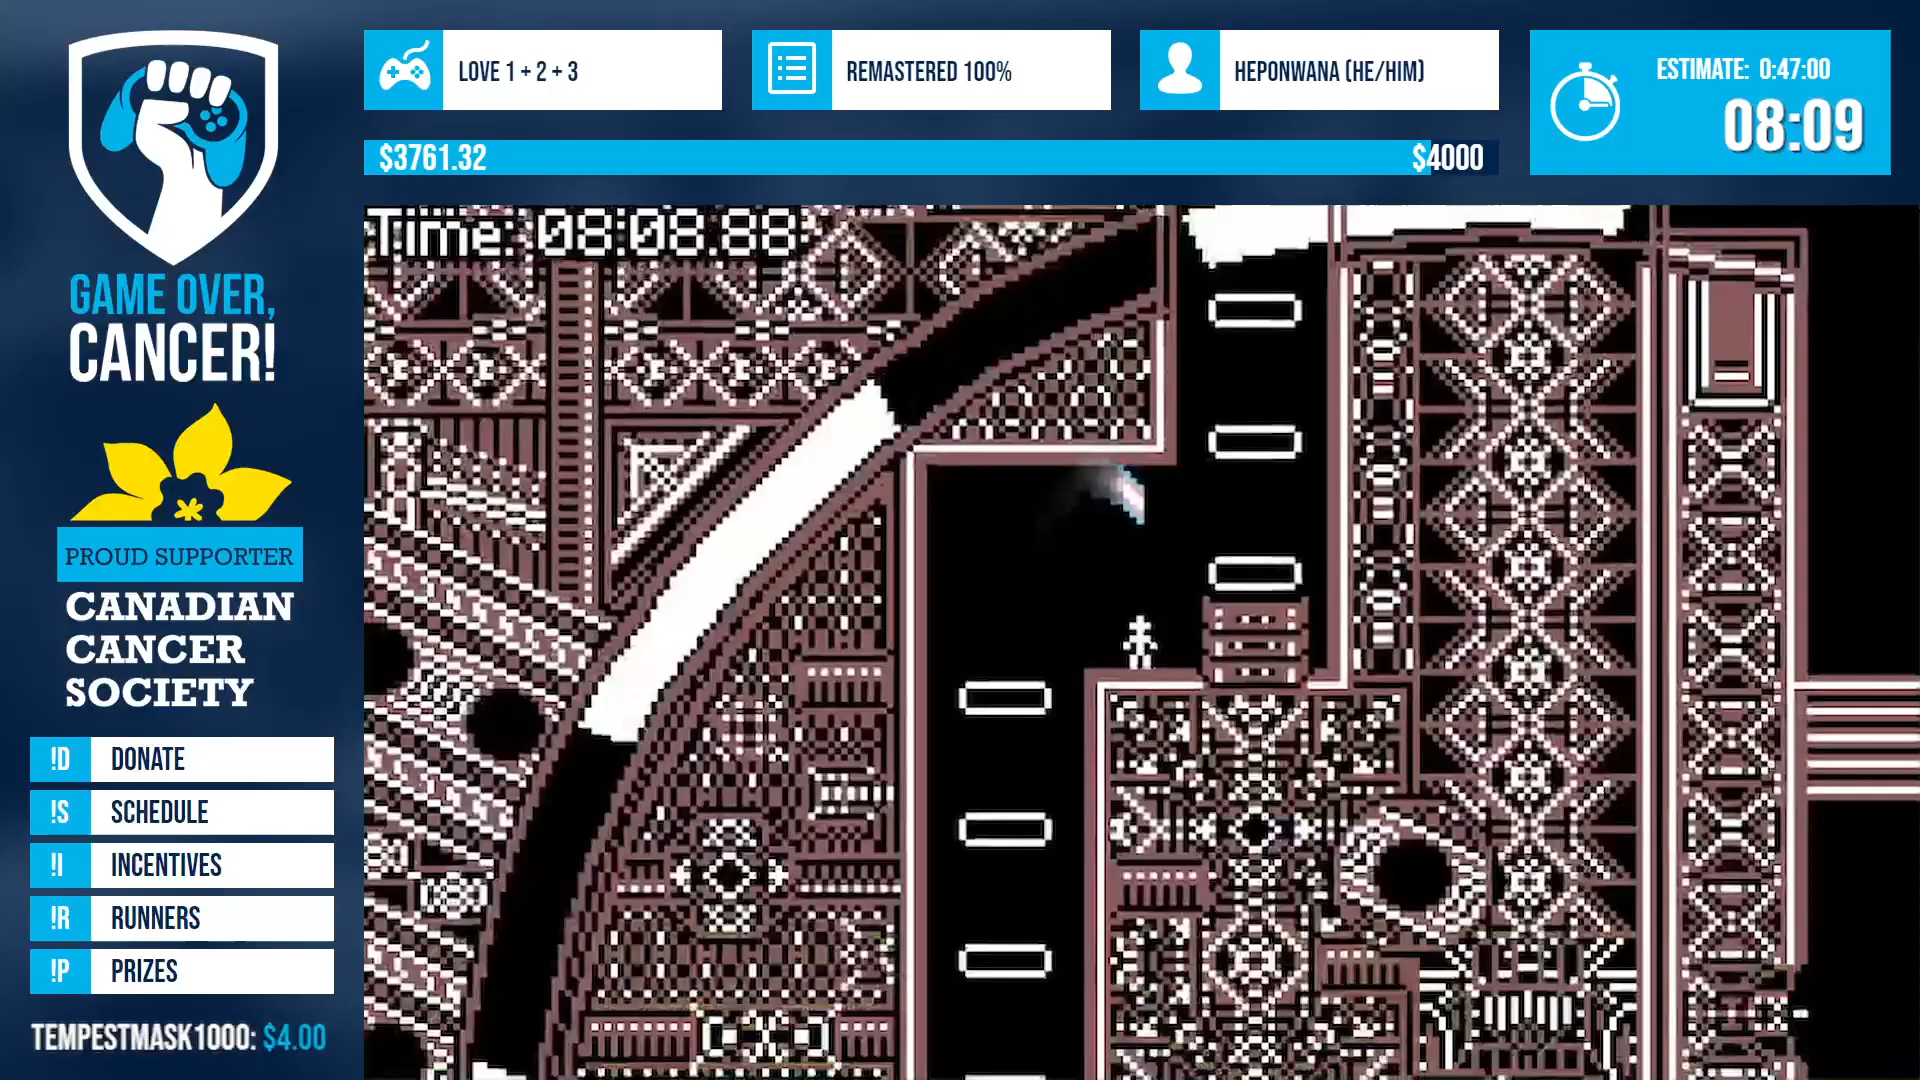 LOVE 1 + 2 + 3
REMASTERED 100%
HEPONWANA (HE/HIM)
ESTIMATE: 0:47:00
08:09
$3761.32
$4000
Time: 08:08.88
GAME OVER,
CANCER!
PROUD SUPPORTER
CANADIAN
CANCER
SOCIETY
!D DONATE
!S SCHEDULE
!I INCENTIVES
!R RUNNERS
!P PRIZES
TEMPESTMASK1000: $4.00